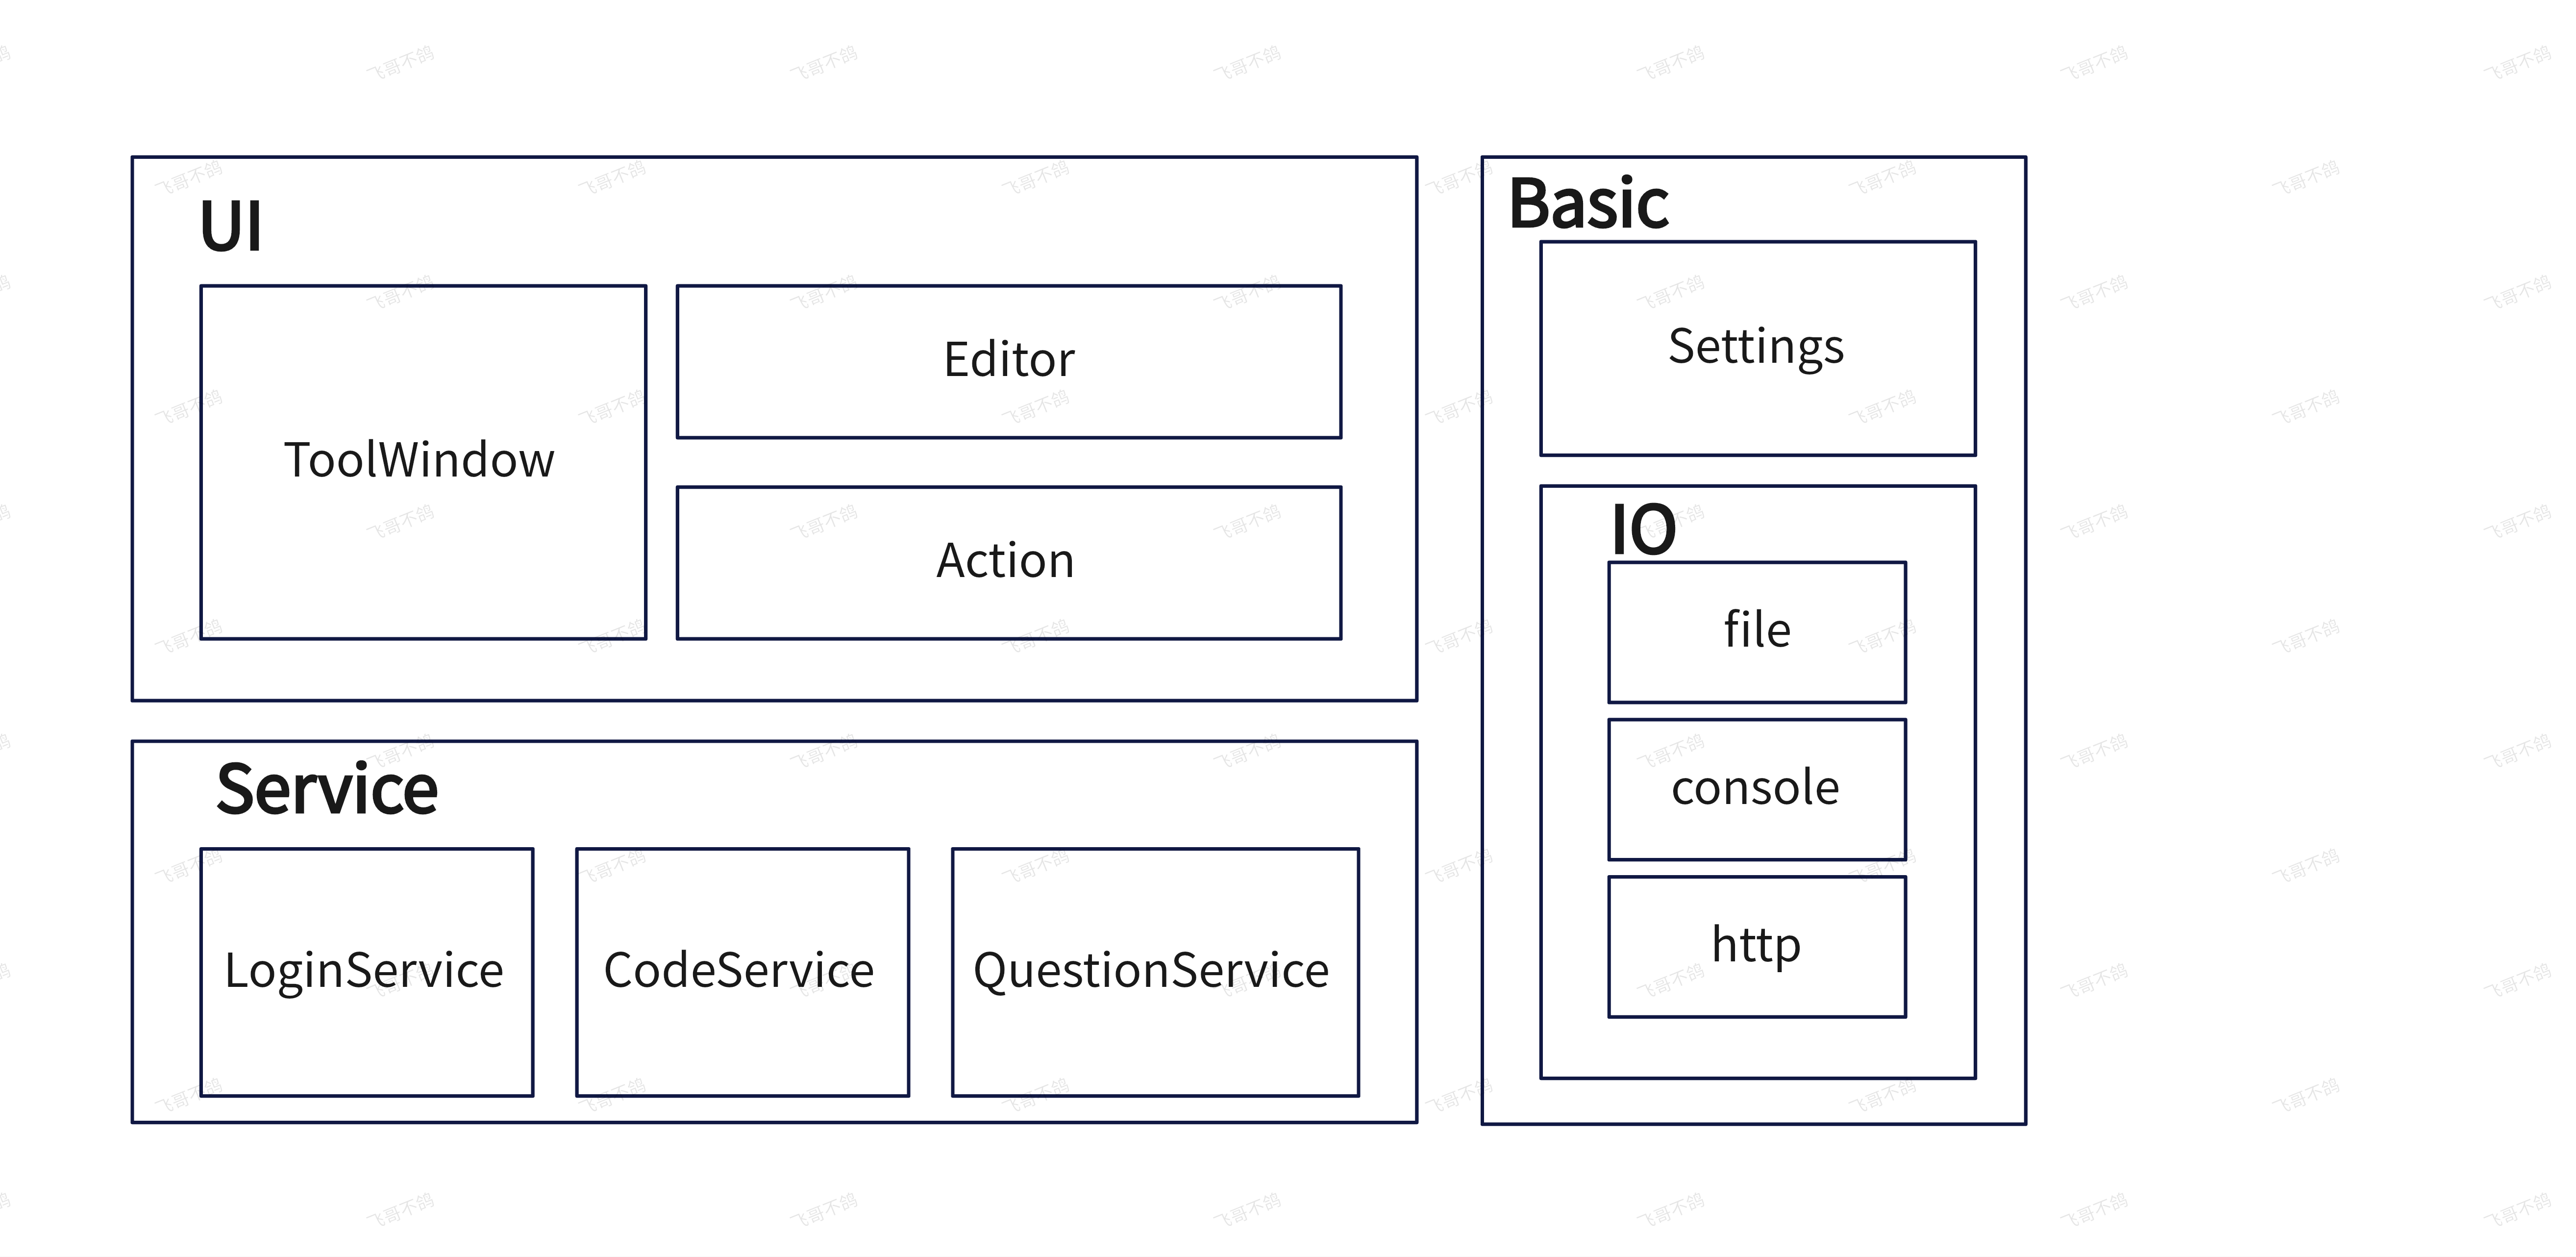 UI
ToolWindow
Editor
Action
Service
LoginService
CodeService
QuestionService
Basic
Settings
IO
file
console
http
飞哥不鸽